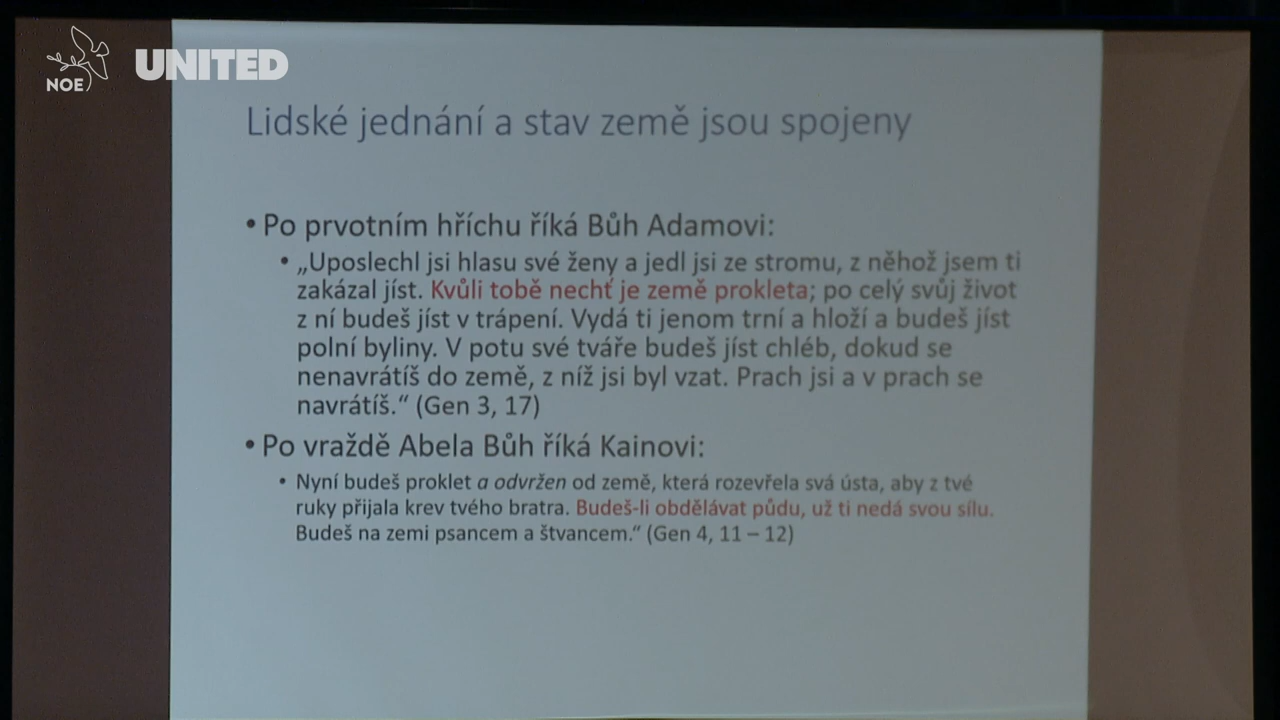 NOE
UNITED
Lidské jednání a stav země jsou spojeny
• Po prvotním hříchu říká Bůh Adamovi:
• „Uposlechl jsi hlasu své ženy a jedl jsi ze stromu, z něhož jsem ti
zakázal jíst. Kvůli tobě nechť je země prokleta; po celý svůj život
z ní budeš jíst v trápení. Vydá ti jenom trní a hloží a budeš jíst
polní byliny. V potu své tváře budeš jíst chléb, dokud se
nenavrátíš do země, z níž jsi byl vzat. Prach jsi a v prach se
navrátíš.“ (Gen 3, 17)
• Po vraždě Abela Bůh říká Kainovi:
• Nyní budeš proklet a odvržen od země, která rozevřela svá ústa, aby z tvé
ruky přijala krev tvého bratra. Budeš-li obdělávat půdu, už ti nedá svou sílu.
Budeš na zemi psancem a štvancem.“ (Gen 4, 11 – 12)